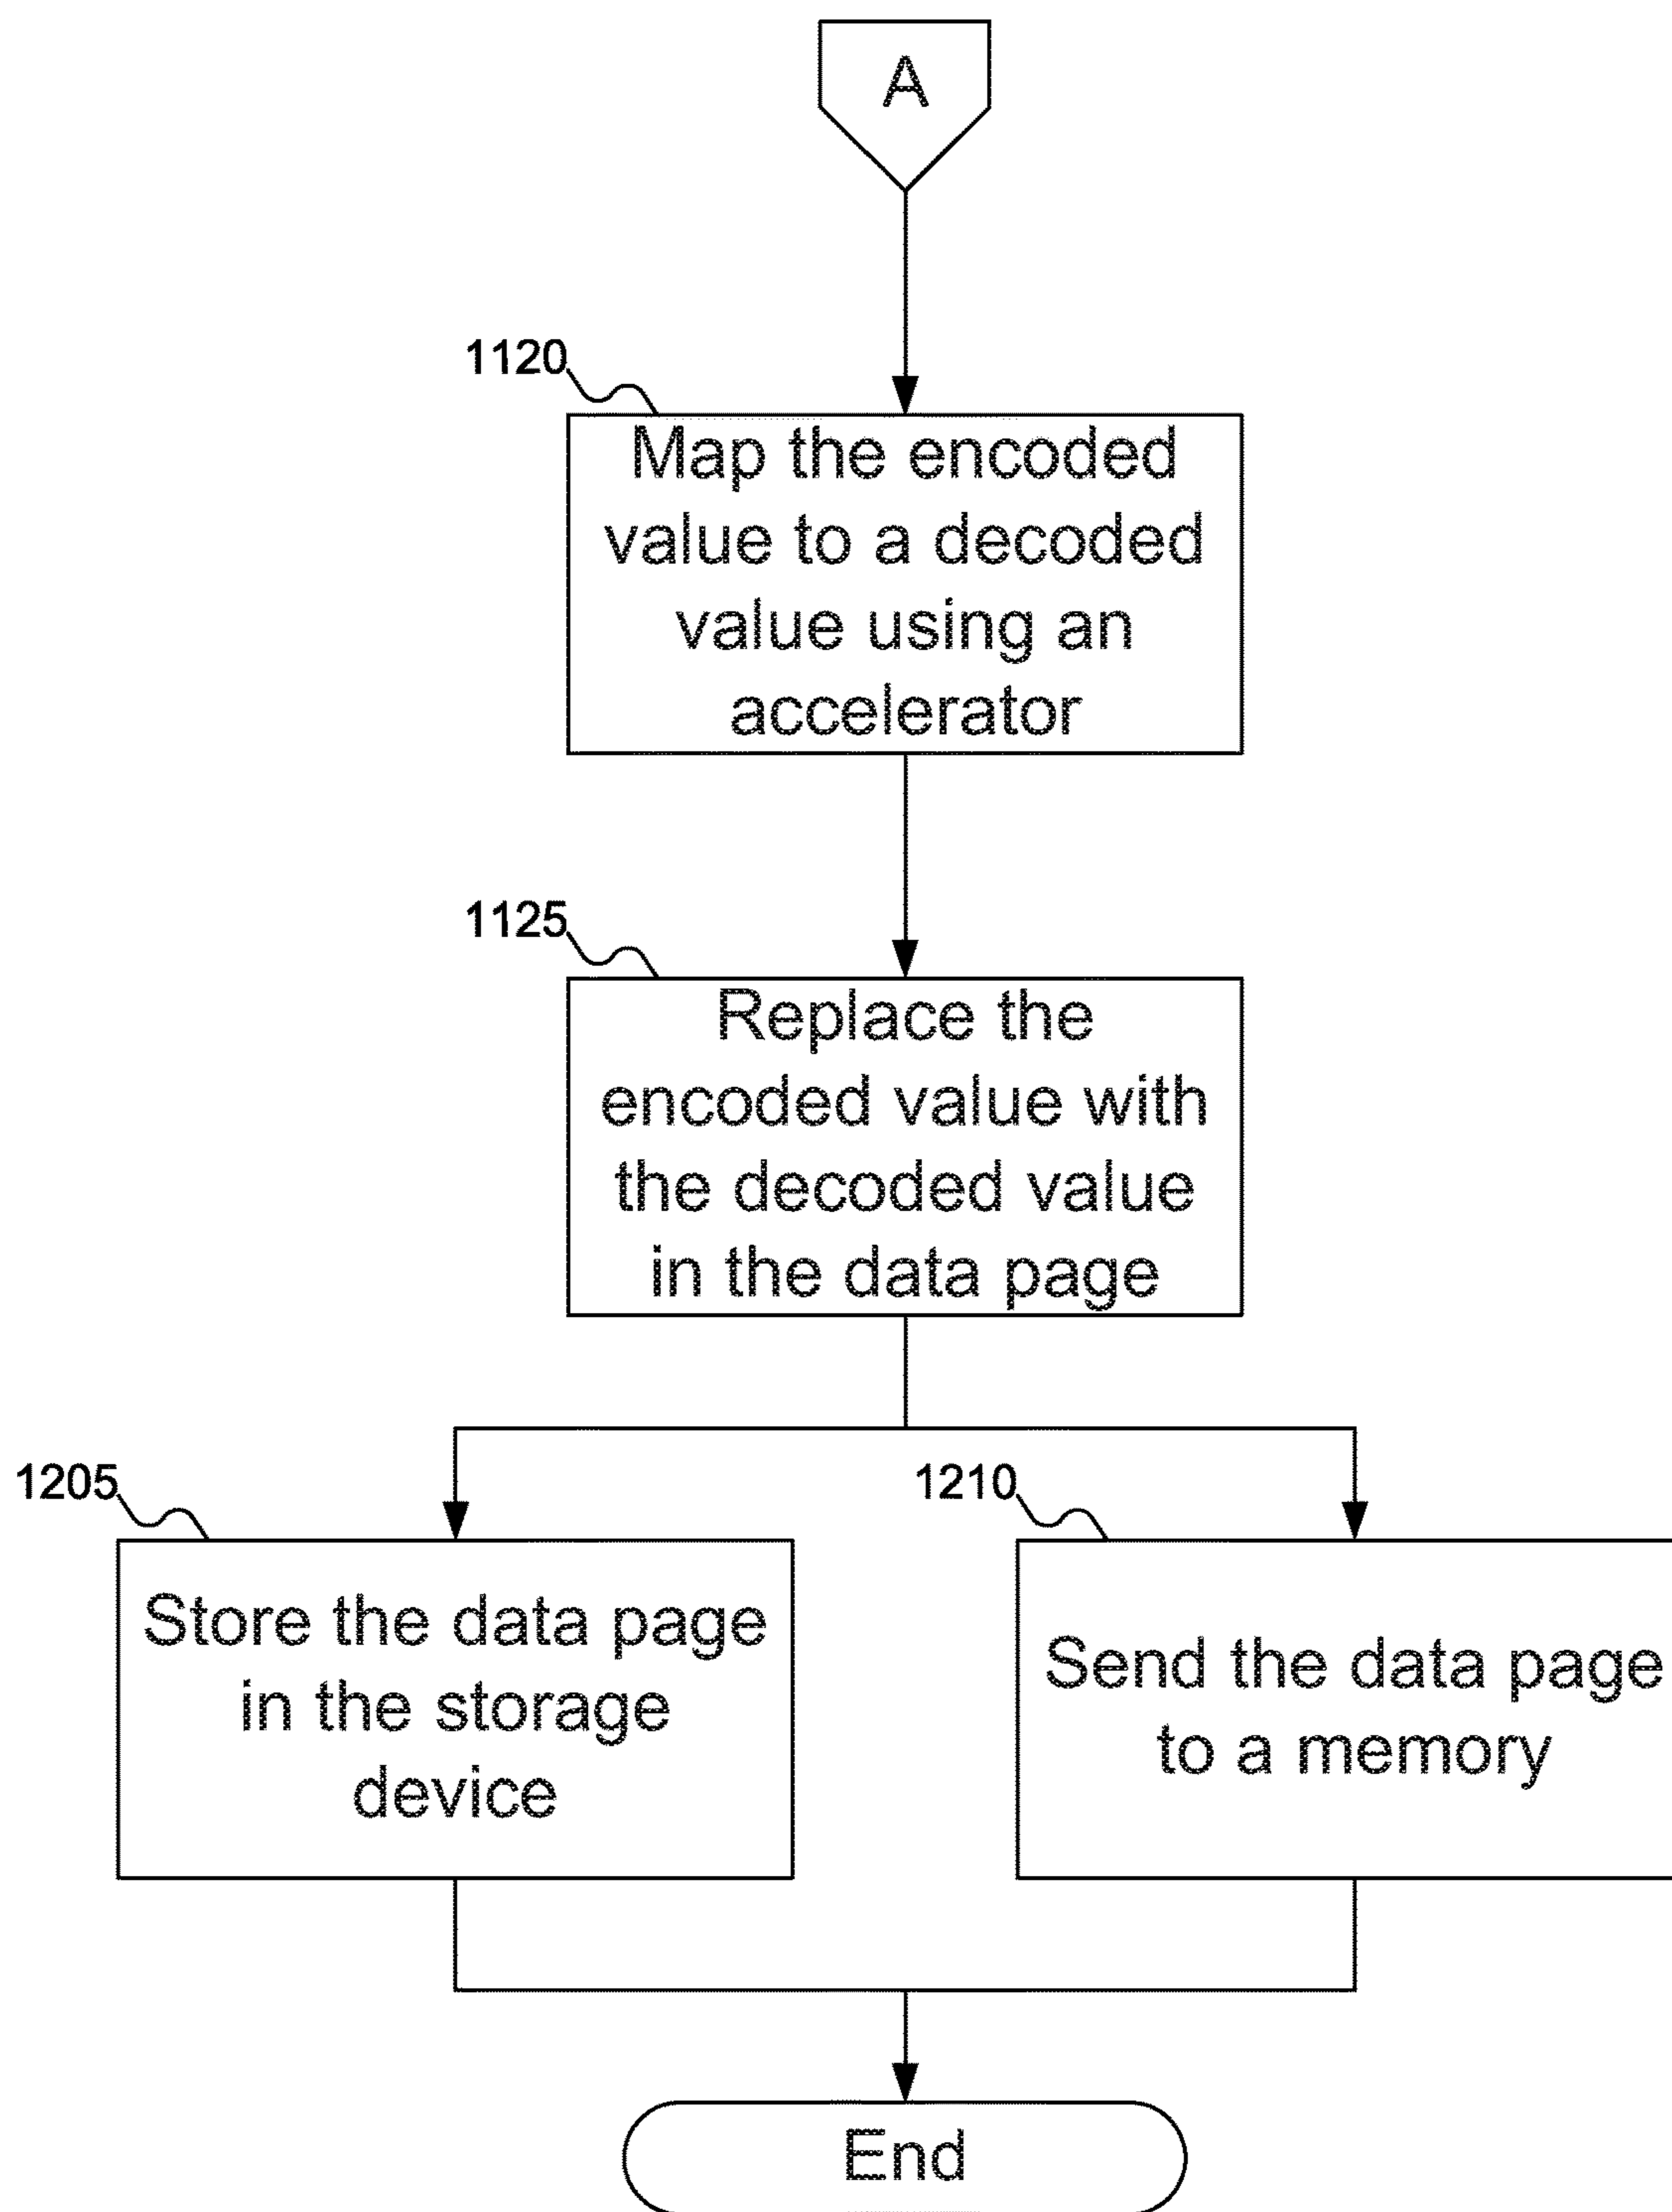 A
1120
Map the encoded
value to a decoded
value using an
accelerator
1125
Replace the
encoded value with
the decoded value
in the data page
1205
Store the data page
in the storage
device
1210
Send the data page
to a memory
End